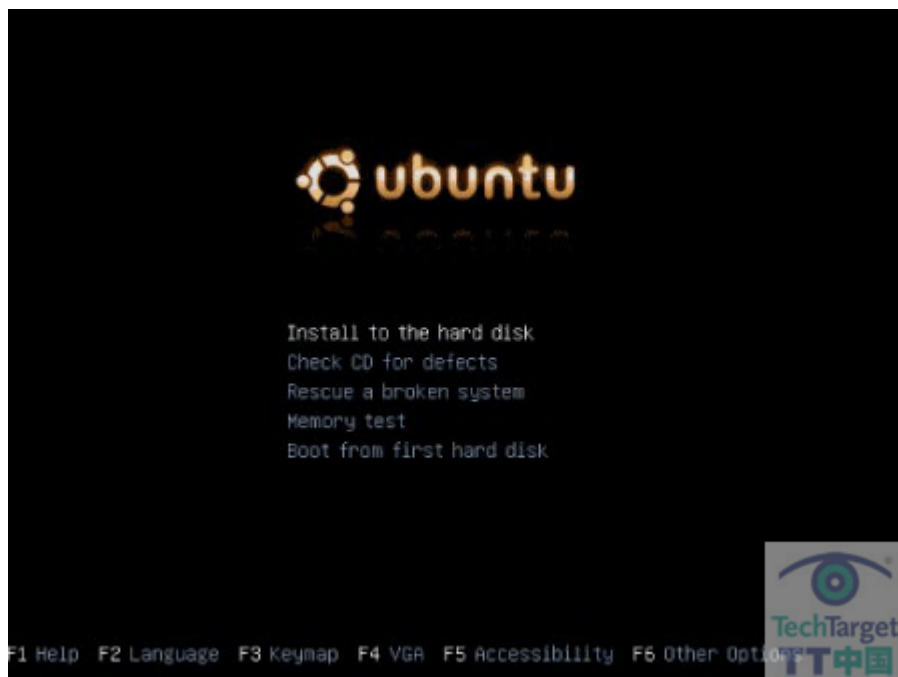 ubuntu
Install to the hard disk
Check CD for defects
Rescue a broken system
Memory test
Boot from first hard disk
F1 Help F2 Language F3 Keymap F4 VGA F5 Accessibility F6 Other Options
TechTarget
TT中国